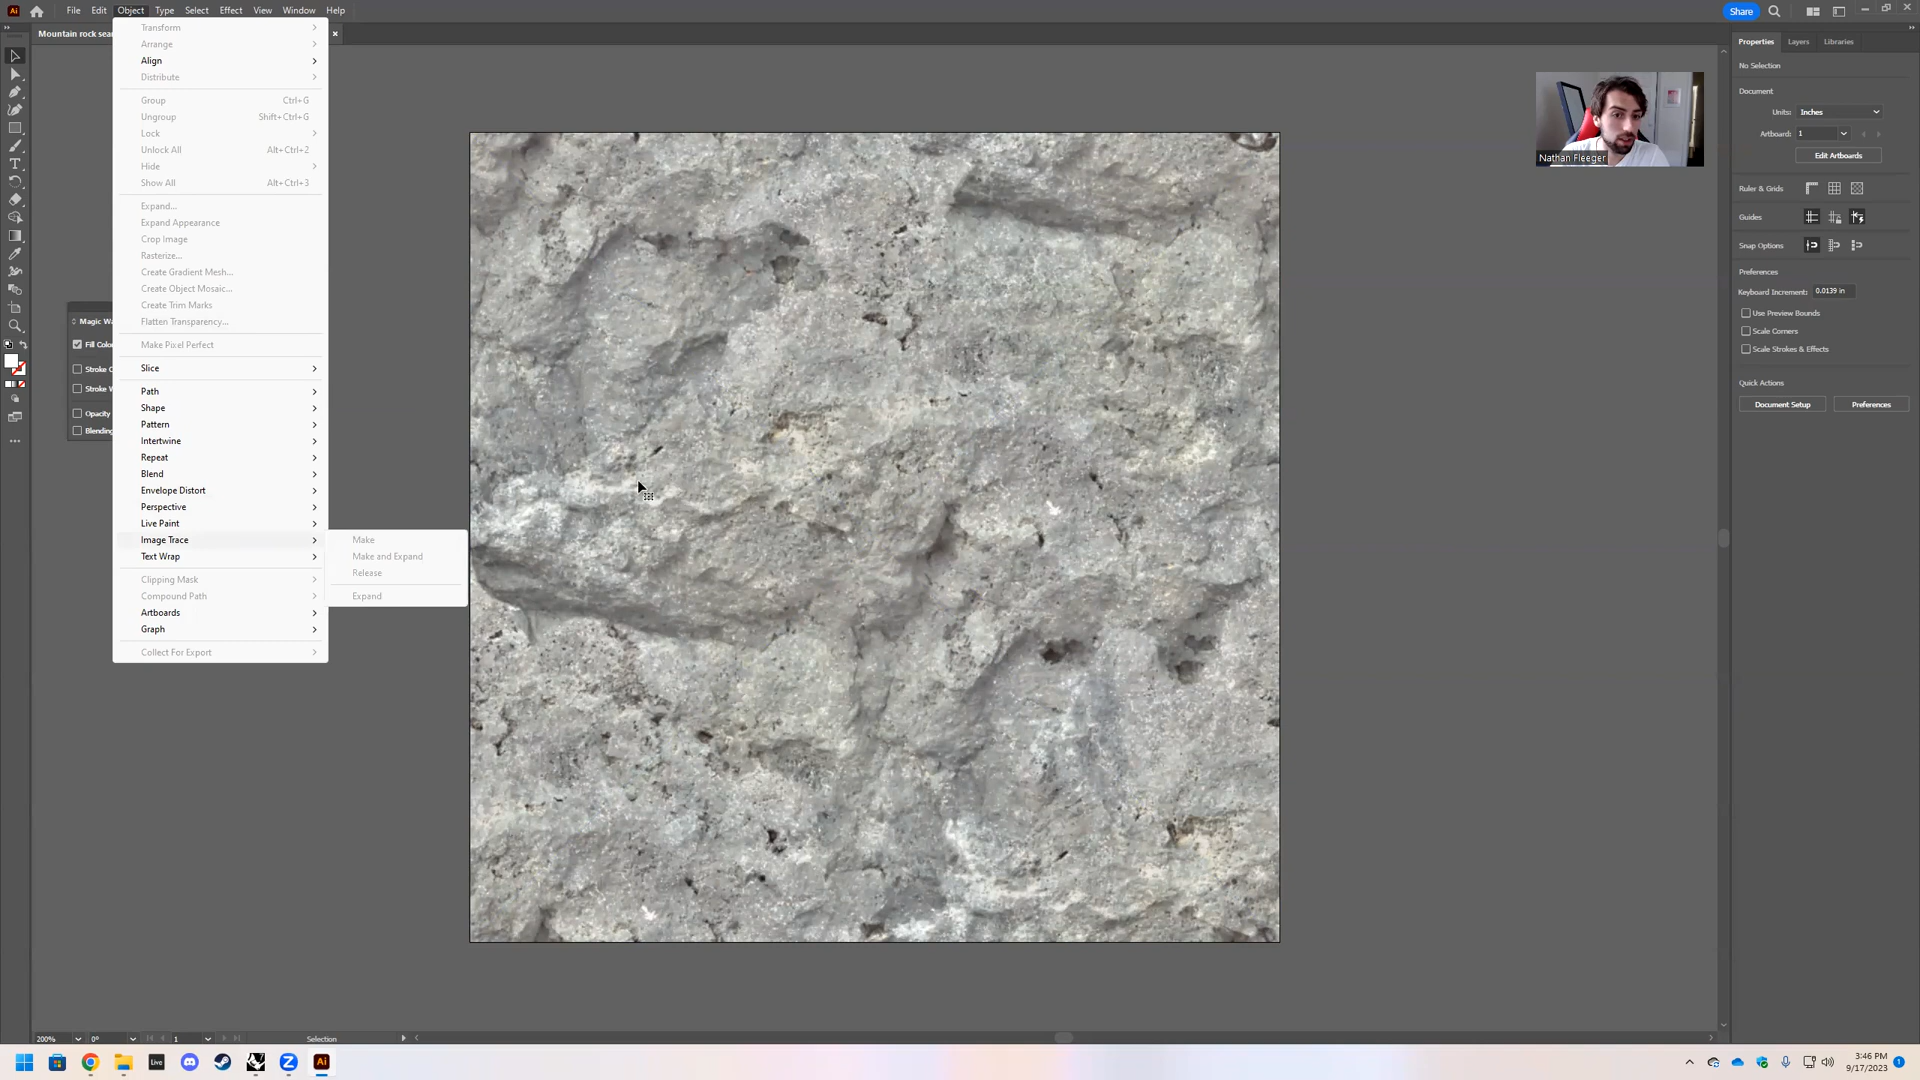 Ai File Edit Object Type Select Effect View Window Help Share
Mountain rock sea
Transform
Arrange
Align
Distribute
Group Ctrl+G
Ungroup Shift+Ctrl+G
Lock
Unlock All Alt+Ctrl+2
Hide
Show All Alt+Ctrl+3
Expand...
Expand Appearance
Crop Image
Rasterize...
Create Gradient Mesh...
Create Object Mosaic...
Create Trim Marks
Flatten Transparency...
Make Pixel Perfect
Slice
Path
Shape
Pattern
Intertwine
Repeat
Blend
Envelope Distort
Perspective
Live Paint
Image Trace
Text Wrap
Clipping Mask
Compound Path
Artboards
Graph
Collect For Export
Make
Make and Expand
Release
Expand
Magic Wa
Fill Colo
Stroke C
Stroke W
Opacity
Blending
Nathan Fleeger
Properties Layers Libraries
No Selection
Document
Units: Inches
Artboard: 1
Edit Artboards
Ruler & Grids
Guides
Snap Options
Preferences
Keyboard Increment: 0.0139 in
Use Preview Bounds
Scale Corners
Scale Strokes & Effects
Quick Actions
Document Setup Preferences
200% 0° 1 Selection
Live Z Ai
3:46 PM
9/17/2023 1